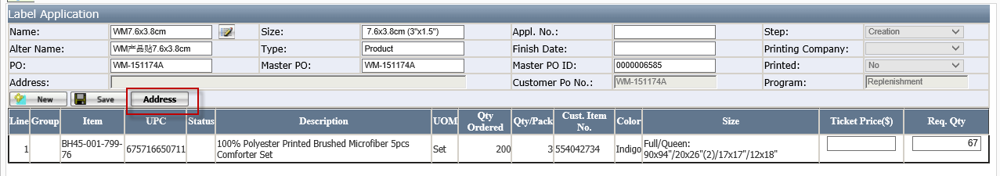 Label Application
Name: WM7.6x3.8cm Size: 7.6x3.8cm (3"x1.5") Appl. No.: Step: Creation
Alter Name: WM产品贴7.6x3.8cm Type: Product Finish Date: Printing Company:
PO: WM-151174A Master PO: WM-151174A Master PO ID: 0000006585 Printed: No
Address: Customer Po No.: WM-151174A Program: Replenishment
New Save Address
Line Group Item UPC Status Description UOM Qty Ordered Qty/Pack Cust. Item No. Color Size Ticket Price($) Req. Qty
1 BH45-001-799-76 675716650711 100% Polyester Printed Brushed Microfiber 5pcs Comforter Set Set 200 3 554042734 Indigo Full/Queen: 90x94"/20x26"(2)/17x17"/12x18" 67